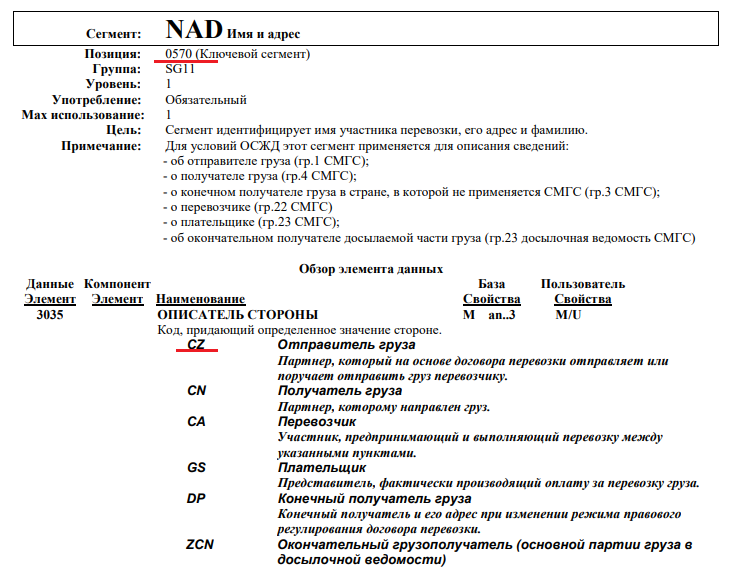 Сегмент: NAD Имя и адрес
Позиция: 0570 (Ключевой сегмент)
Группа: SG11
Уровень: 1
Употребление: Обязательный
Мах использование: 1
Цель: Сегмент идентифицирует имя участника перевозки, его адрес и фамилию.
Примечание: Для условий ОСЖД этот сегмент применяется для описания сведений:
- об отправителе груза (гр.1 СМГС);
- о получателе груза (гр.4 СМГС);
- о конечном получателе груза в стране, в которой не применяется СМГС (гр.3 СМГС);
- о перевозчике (гр.22 СМГС)
- о плательщике (гр.23 СМГС);
- об окончательном получателе досылаемой части груза (гр.23 досылочная ведомость СМГС)
Обзор элемента данных
Данные Компонент База Пользователь
Элемент Элемент Наименование Свойства Свойства
3035 ОПИСАТЕЛЬ СТОРОНЫ M an..3 M/U
Код, придающий определенное значение стороне.
CZ Отправитель груза
Партнер, который на основе договора перевозки отправляет или
поручает отправить груз перевозчику.
CN Получатель груза
Партнер, которому направлен груз.
CA Перевозчик
Участник, предпринимающий и выполняющий перевозку между
указанными пунктами.
GS Плательщик
Представитель, фактически производящий оплату за перевозку груза.
DP Конечный получатель груза
Конечный получатель и его адрес при изменении режима правового
регулирования договора перевозки.
ZCN Окончательный грузополучатель (основной партии груза в
досылочной ведомости)